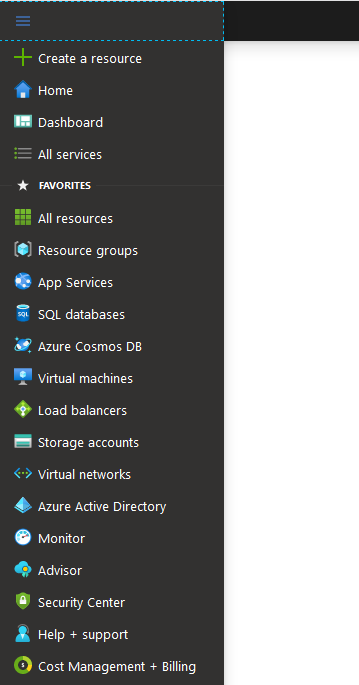 Create a resource
Home
Dashboard
All services
FAVORITES
All resources
Resource groups
App Services
SQL
SQL databases
Azure Cosmos DB
Virtual machines
Load balancers
Storage accounts
Virtual networks
Azure Active Directory
Monitor
Advisor
Security Center
Help + support
$
Cost Management + Billing